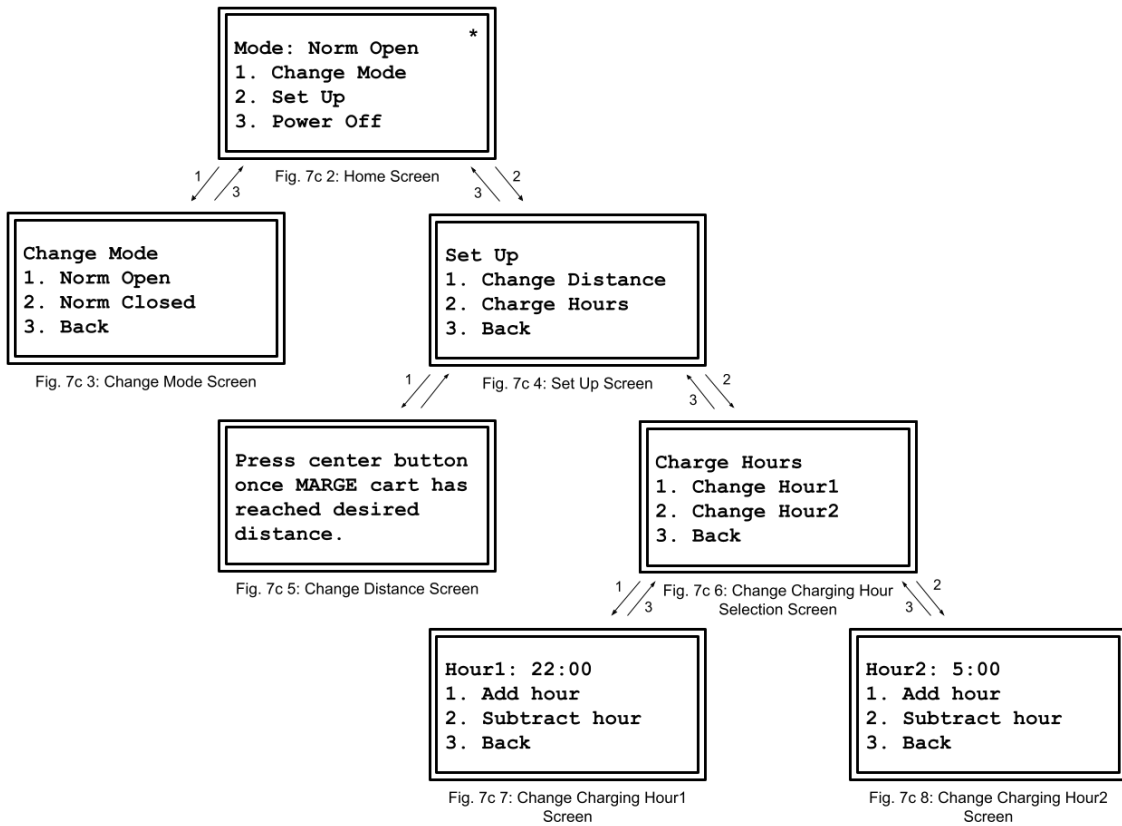 *
Mode: Norm Open
1. Change Mode
2. Set Up
3. Power Off
Fig. 7c 2: Home Screen
1
3
3
2
Change Mode
1. Norm Open
2. Norm Closed
3. Back
Fig. 7c 3: Change Mode Screen
Set Up
1. Change Distance
2. Charge Hours
3. Back
Fig. 7c 4: Set Up Screen
1
3
2
Press center button
once MARGE cart has
reached desired
distance.
Fig. 7c 5: Change Distance Screen
Charge Hours
1. Change Hour1
2. Change Hour2
3. Back
Fig. 7c 6: Change Charging Hour
Selection Screen
1
3
3
2
Hour1: 22:00
1. Add hour
2. Subtract hour
3. Back
Fig. 7c 7: Change Charging Hour1
Screen
Hour2: 5:00
1. Add hour
2. Subtract hour
3. Back
Fig. 7c 8: Change Charging Hour2
Screen